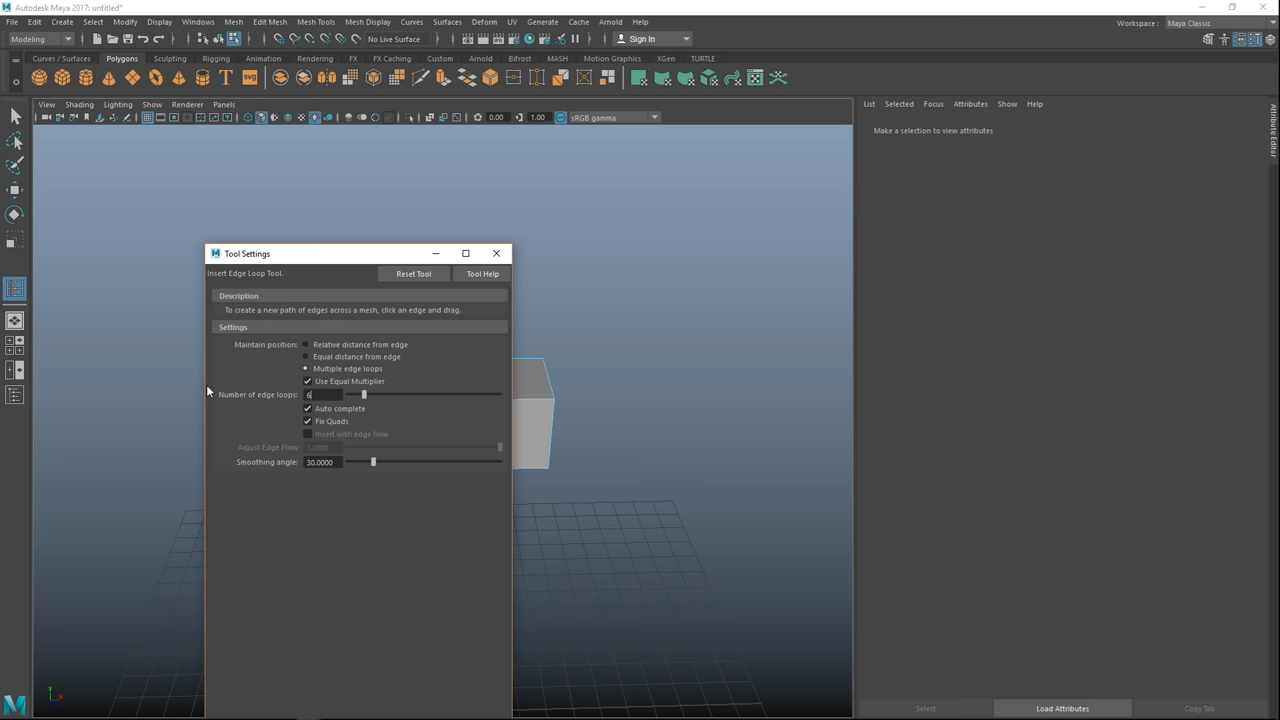 Autodesk Maya 2017: untitled*
File Edit Create Select Modify Display Windows Mesh Edit Mesh Mesh Tools Mesh Display Curves Surfaces Deform UV Generate Cache Arnold Help
Workspace : Maya Classic
Modeling No Live Surface Sign In
Curves / Surfaces Polygons Sculpting Rigging Animation Rendering FX FX Caching Custom Arnold Bifrost MASH Motion Graphics XGen TURTLE
T SVG
View Shading Lighting Show Renderer Panels
0.00 1.00 sRGB gamma
List Selected Focus Attributes Show Help
Make a selection to view attributes
Attribute Editor
Tool Settings
Insert Edge Loop Tool. Reset Tool Tool Help
Description
To create a new path of edges across a mesh, click an edge and drag.
Settings
Maintain position: Relative distance from edge
Equal distance from edge
Multiple edge loops
Use Equal Multiplier
Number of edge loops: 6
Auto complete
Fix Quads
Insert with edge flow
Adjust Edge Flow 1.0000
Smoothing angle: 30.0000
y
x
Select Load Attributes Copy Tab